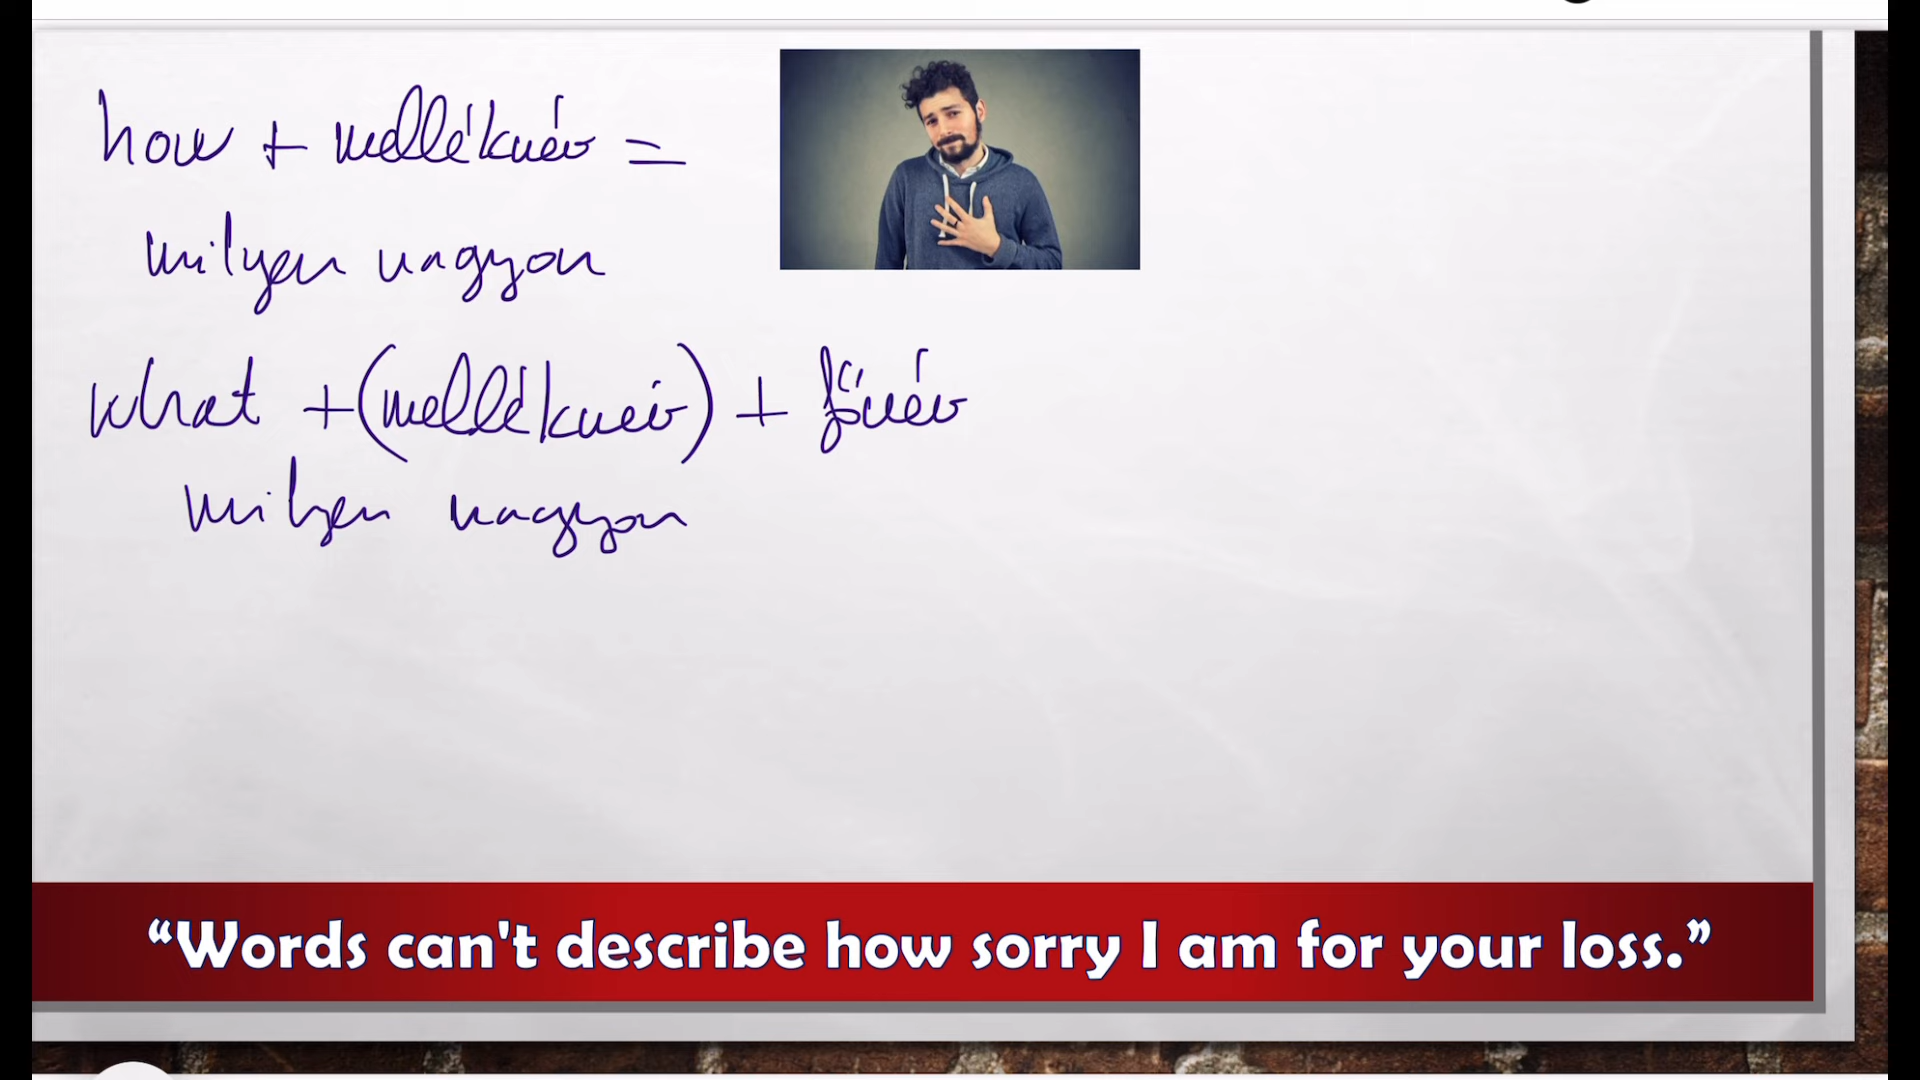 how + melléknév =
milyen nagyon
what + (melléknév) + főnév
milyen nagyon
“Words can't describe how sorry I am for your loss.”